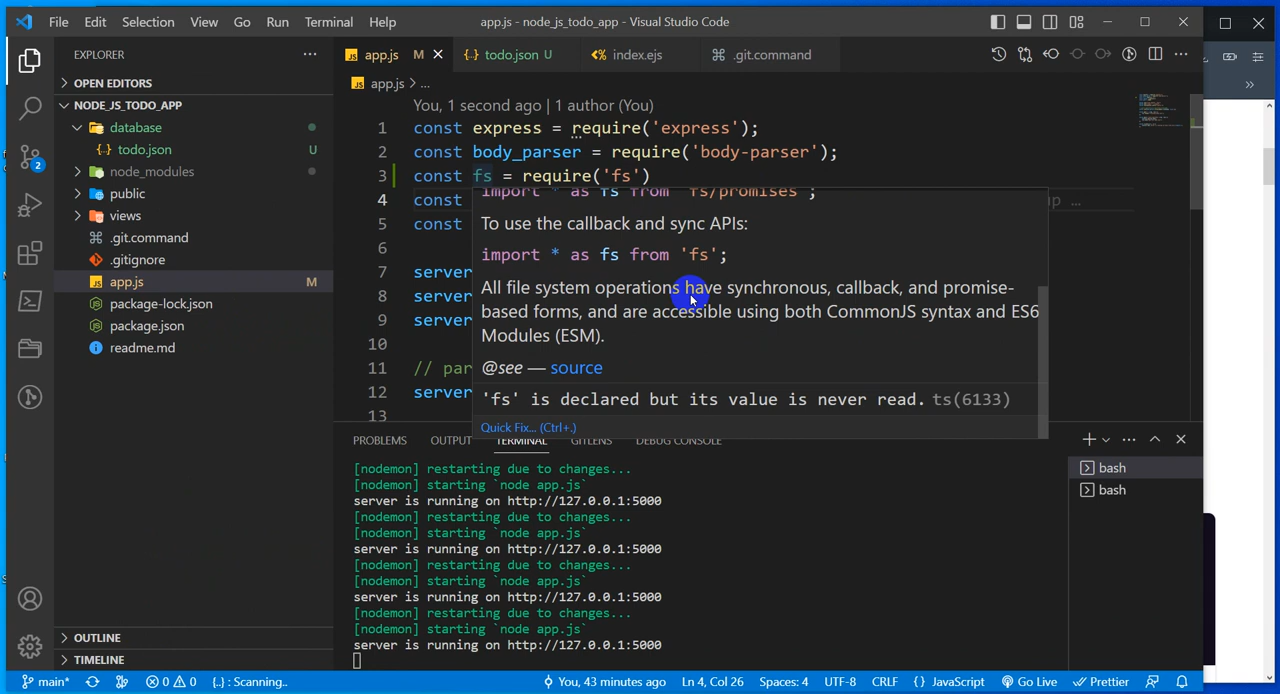 File Edit Selection View Go Run Terminal Help app.js - node_js_todo_app - Visual Studio Code
EXPLORER
OPEN EDITORS
NODE_JS_TODO_APP
database
todo.json U
node_modules
public
views
.git.command
.gitignore
app.js M
package-lock.json
package.json
readme.md
OUTLINE
TIMELINE
2
app.js M
todo.json U
index.ejs
.git.command
app.js > ...
You, 1 second ago | 1 author (You)
1 const express = require('express');
2 const body_parser = require('body-parser');
3 const fs = require('fs')
4 const
5 const
6
7 server
8 server
9 server
10
11 // par
12 server
13
import * as fs from 'fs/promises';
To use the callback and sync APIs:
import * as fs from 'fs';
All file system operations have synchronous, callback, and promise-
based forms, and are accessible using both CommonJS syntax and ES6
Modules (ESM).
@see — source
'fs' is declared but its value is never read. ts(6133)
Quick Fix... (Ctrl+.)
PROBLEMS OUTPUT TERMINAL GITLENS DEBUG CONSOLE
[nodemon] restarting due to changes...
[nodemon] starting `node app.js`
server is running on http://127.0.0.1:5000
[nodemon] restarting due to changes...
[nodemon] starting `node app.js`
server is running on http://127.0.0.1:5000
[nodemon] restarting due to changes...
[nodemon] starting `node app.js`
server is running on http://127.0.0.1:5000
[nodemon] restarting due to changes...
[nodemon] starting `node app.js`
server is running on http://127.0.0.1:5000
bash
bash
main* 0 0 {..} : Scanning.. You, 43 minutes ago Ln 4, Col 26 Spaces: 4 UTF-8 CRLF {} JavaScript Go Live Prettier